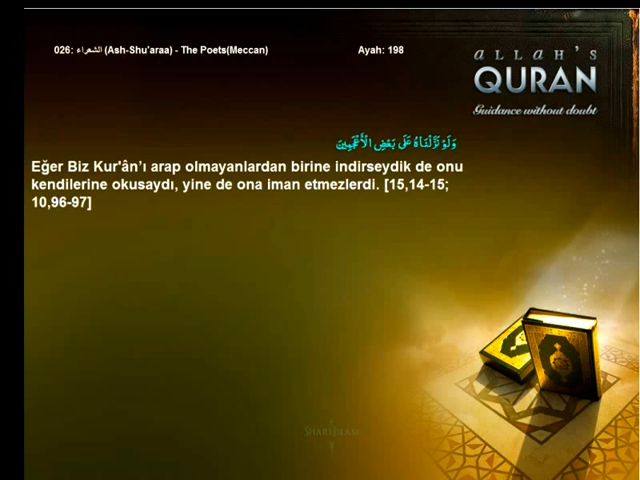 026: الشعراء (Ash-Shu'araa) - The Poets(Meccan) Ayah: 198
ALLAH'S
QURAN
Guidance without doubt
وَلَوْ نَزَّلْنَاهُ عَلَى بَعْضِ الْأَعْجَمِينَ
Eğer Biz Kur'ân'ı arap olmayanlardan birine indirseydik de onu
kendilerine okusaydı, yine de ona iman etmezlerdi. [15,14-15;
10,96-97]
SHAREISLAM